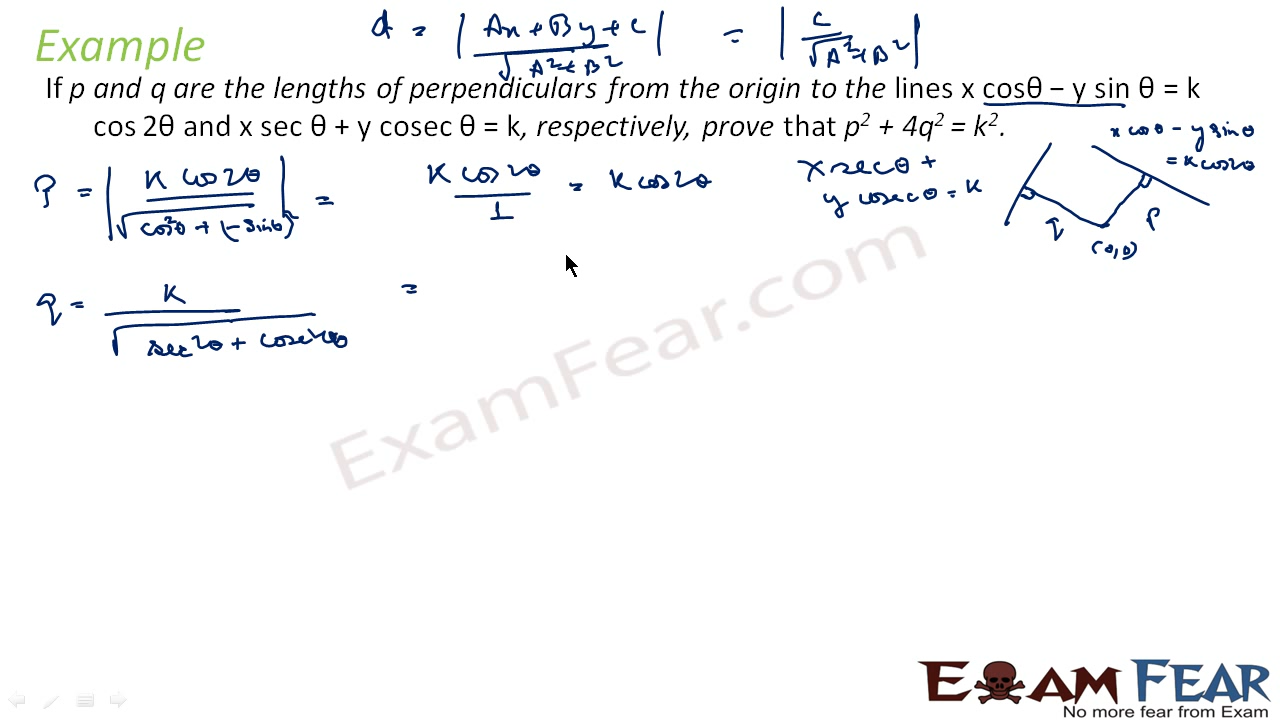 Example
d = | Ax + By + C / √A² + B² | = | C / √A² + B² |
If p and q are the lengths of perpendiculars from the origin to the lines x cosθ − y sin θ = k
cos 2θ and x sec θ + y cosec θ = k, respectively, prove that p² + 4q² = k².
P = | K cos2θ / √cos²θ + (-sinθ)² | = K cos2θ / 1 = K cos2θ
x secθ +
y cosecθ = K
x cosθ - y sinθ
= K cos2θ
q
P
(0,0)
q = K / √sec²θ + cosec²θ =
ExamFear.com
EXAM FEAR
No more fear from Exam